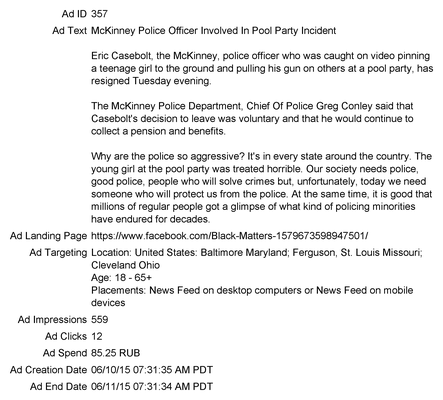 Ad ID 357
Ad Text McKinney Police Officer Involved In Pool Party Incident
Eric Casebolt, the McKinney, police officer who was caught on video pinning
a teenage girl to the ground and pulling his gun on others at a pool party, has
resigned Tuesday evening.
The McKinney Police Department, Chief Of Police Greg Conley said that
Casebolt's decision to leave was voluntary and that he would continue to
collect a pension and benefits.
Why are the police so aggressive? It's in every state around the country. The
young girl at the pool party was treated horrible. Our society needs police,
good police, people who will solve crimes but, unfortunately, today we need
someone who will protect us from the police. At the same time, it is good that
millions of regular people got a glimpse of what kind of policing minorities
have endured for decades.
Ad Landing Page https://www.facebook.com/Black-Matters-1579673598947501/
Ad Targeting Location: United States: Baltimore Maryland; Ferguson, St. Louis Missouri;
Cleveland Ohio
Age: 18 - 65+
Placements: News Feed on desktop computers or News Feed on mobile
devices
Ad Impressions 559
Ad Clicks 12
Ad Spend 85.25 RUB
Ad Creation Date 06/10/15 07:31:35 AM PDT
Ad End Date 06/11/15 07:31:34 AM PDT